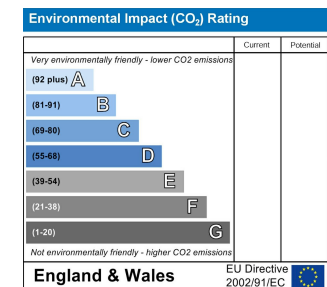 Environmental Impact (CO₂) Rating
Current Potential
Very environmentally friendly - lower CO2 emissions
(92 plus) A
(81-91) B
(69-80) C
(55-68) D
(39-54) E
(21-38) F
(1-20) G
Not environmentally friendly - higher CO2 emissions
England & Wales
EU Directive
2002/91/EC